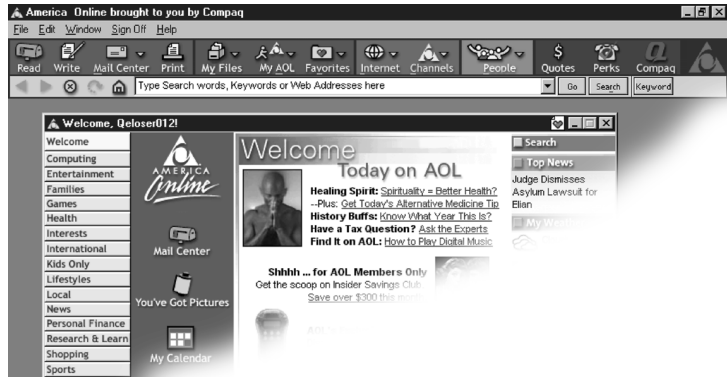 America Online brought to you by Compaq
File Edit Window Sign Off Help
Read Write Mail Center Print My Files My AOL Favorites Internet Channels People Quotes Perks Compaq
Type Search words, Keywords or Web Addresses here Go Search Keyword
Welcome, Qeloser012!
Welcome
Computing
Entertainment
Families
Games
Health
Interests
International
Kids Only
Lifestyles
Local
News
Personal Finance
Research & Learn
Shopping
Sports
AMERICA
Online
Mail Center
You've Got Pictures
My Calendar
Welcome
Today on AOL
Healing Spirit: Spirituality = Better Health?
--Plus: Get Today's Alternative Medicine Tip
History Buffs: Know What Year This Is?
Have a Tax Question? Ask the Experts
Find It on AOL: How to Play Digital Music
Shhhh ... for AOL Members Only
Get the scoop on Insider Savings Club
Save over $300 this month
AOL
Search
Top News
Judge Dismisses
Asylum Lawsuit for
Elian
My Weather